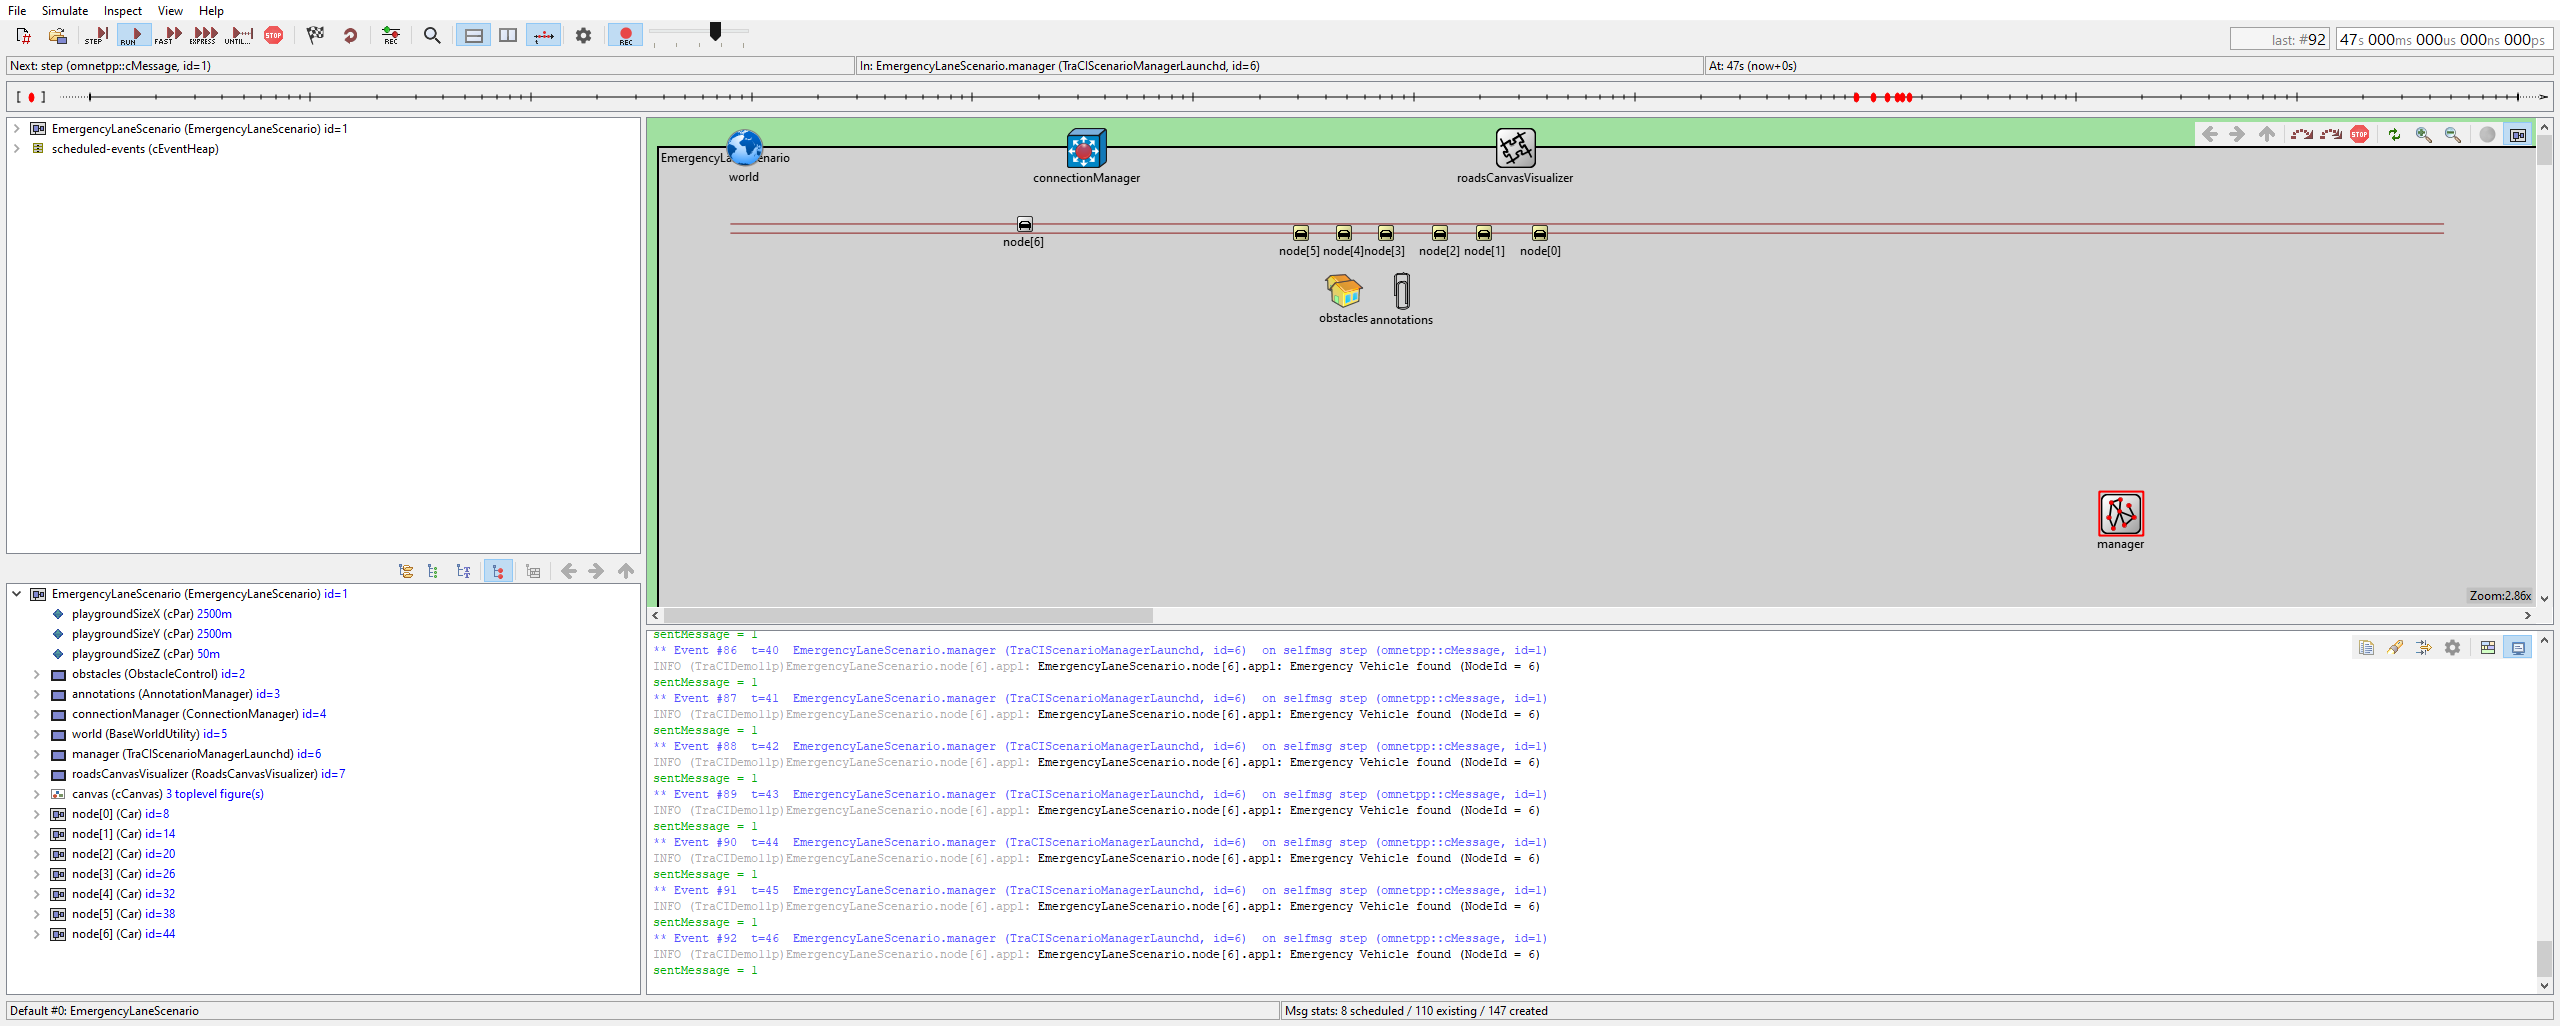 File Simulate Inspect View Help
STEP RUN FAST EXPRESS UNTIL... STOP REC REC
last: #92 47s 000ms 000us 000ns 000ps
Next: step (omnetpp::cMessage, id=1) In: EmergencyLaneScenario.manager (TraCIScenarioManagerLaunchd, id=6) At: 47s (now+0s)
EmergencyLaneScenario (EmergencyLaneScenario) id=1
scheduled-events (cEventHeap)
STOP
EmergencyLa enario
world
connectionManager
roadsCanvasVisualizer
node[6]
node[5] node[4] node[3] node[2] node[1] node[0]
obstacles annotations
manager
Zoom:2.86x
EmergencyLaneScenario (EmergencyLaneScenario) id=1
playgroundSizeX (cPar) 2500m
playgroundSizeY (cPar) 2500m
playgroundSizeZ (cPar) 50m
obstacles (ObstacleControl) id=2
annotations (AnnotationManager) id=3
connectionManager (ConnectionManager) id=4
world (BaseWorldUtility) id=5
manager (TraCIScenarioManagerLaunchd) id=6
roadsCanvasVisualizer (RoadsCanvasVisualizer) id=7
canvas (cCanvas) 3 toplevel figure(s)
node[0] (Car) id=8
node[1] (Car) id=14
node[2] (Car) id=20
node[3] (Car) id=26
node[4] (Car) id=32
node[5] (Car) id=38
node[6] (Car) id=44
sentMessage = 1
** Event #86 t=40 EmergencyLaneScenario.manager (TraCIScenarioManagerLaunchd, id=6) on selfmsg step (omnetpp::cMessage, id=1)
INFO (TraCIDemo11p)EmergencyLaneScenario.node[6].appl: EmergencyLaneScenario.node[6].appl: Emergency Vehicle found (NodeId = 6)
sentMessage = 1
** Event #87 t=41 EmergencyLaneScenario.manager (TraCIScenarioManagerLaunchd, id=6) on selfmsg step (omnetpp::cMessage, id=1)
INFO (TraCIDemo11p)EmergencyLaneScenario.node[6].appl: EmergencyLaneScenario.node[6].appl: Emergency Vehicle found (NodeId = 6)
sentMessage = 1
** Event #88 t=42 EmergencyLaneScenario.manager (TraCIScenarioManagerLaunchd, id=6) on selfmsg step (omnetpp::cMessage, id=1)
INFO (TraCIDemo11p)EmergencyLaneScenario.node[6].appl: EmergencyLaneScenario.node[6].appl: Emergency Vehicle found (NodeId = 6)
sentMessage = 1
** Event #89 t=43 EmergencyLaneScenario.manager (TraCIScenarioManagerLaunchd, id=6) on selfmsg step (omnetpp::cMessage, id=1)
INFO (TraCIDemo11p)EmergencyLaneScenario.node[6].appl: EmergencyLaneScenario.node[6].appl: Emergency Vehicle found (NodeId = 6)
sentMessage = 1
** Event #90 t=44 EmergencyLaneScenario.manager (TraCIScenarioManagerLaunchd, id=6) on selfmsg step (omnetpp::cMessage, id=1)
INFO (TraCIDemo11p)EmergencyLaneScenario.node[6].appl: EmergencyLaneScenario.node[6].appl: Emergency Vehicle found (NodeId = 6)
sentMessage = 1
** Event #91 t=45 EmergencyLaneScenario.manager (TraCIScenarioManagerLaunchd, id=6) on selfmsg step (omnetpp::cMessage, id=1)
INFO (TraCIDemo11p)EmergencyLaneScenario.node[6].appl: EmergencyLaneScenario.node[6].appl: Emergency Vehicle found (NodeId = 6)
sentMessage = 1
** Event #92 t=46 EmergencyLaneScenario.manager (TraCIScenarioManagerLaunchd, id=6) on selfmsg step (omnetpp::cMessage, id=1)
INFO (TraCIDemo11p)EmergencyLaneScenario.node[6].appl: EmergencyLaneScenario.node[6].appl: Emergency Vehicle found (NodeId = 6)
sentMessage = 1
Default #0: EmergencyLaneScenario Msg stats: 8 scheduled / 110 existing / 147 created